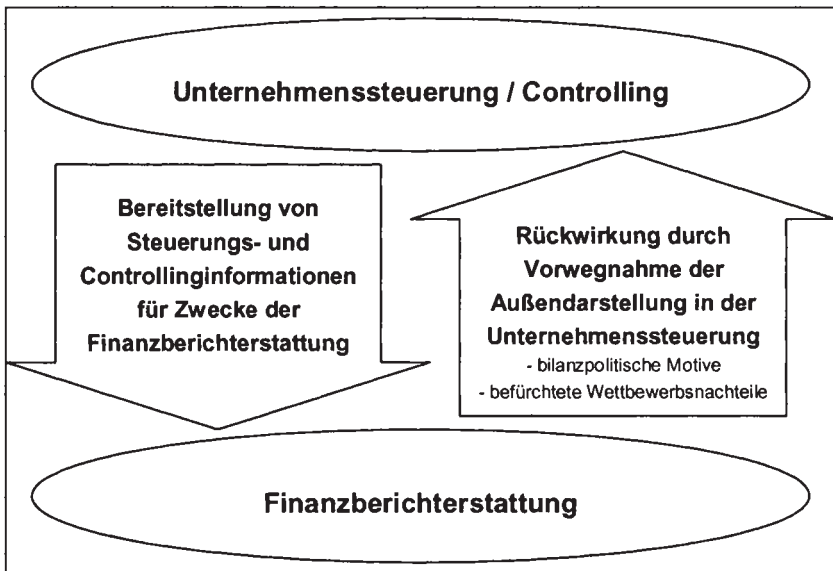 Unternehmenssteuerung / Controlling
Bereitstellung von
Steuerungs- und
Controllinginformationen
für Zwecke der
Finanzberichterstattung
Rückwirkung durch
Vorwegnahme der
Außendarstellung in der
Unternehmenssteuerung
- bilanzpolitische Motive
- befürchtete Wettbewerbsnachteile
Finanzberichterstattung